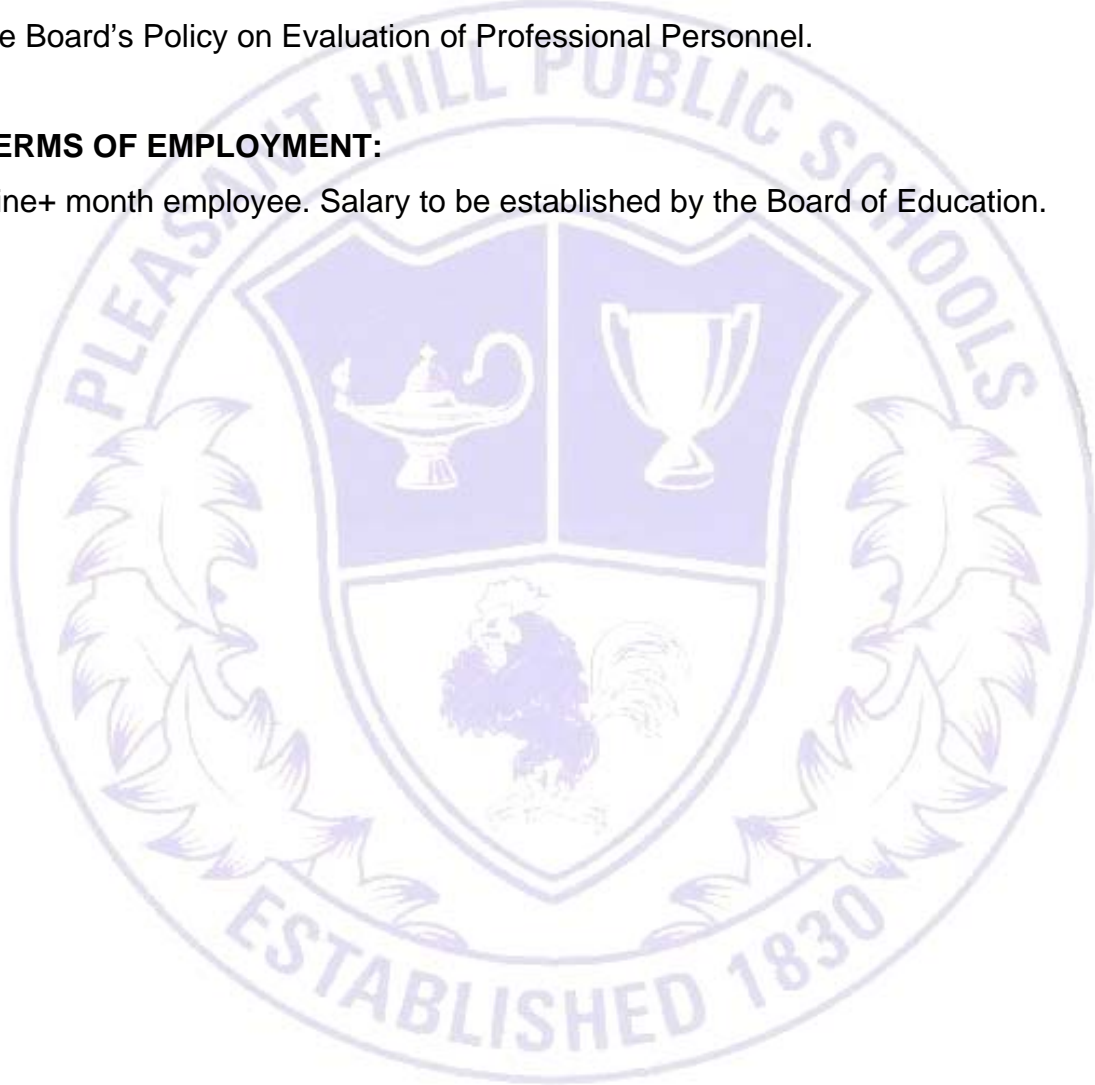 e Board’s Policy on Evaluation of Professional Personnel.
ERMS OF EMPLOYMENT:
ine+ month employee. Salary to be established by the Board of Education.
PLEASANT HILL PUBLIC SCHOOLS
ESTABLISHED 1830